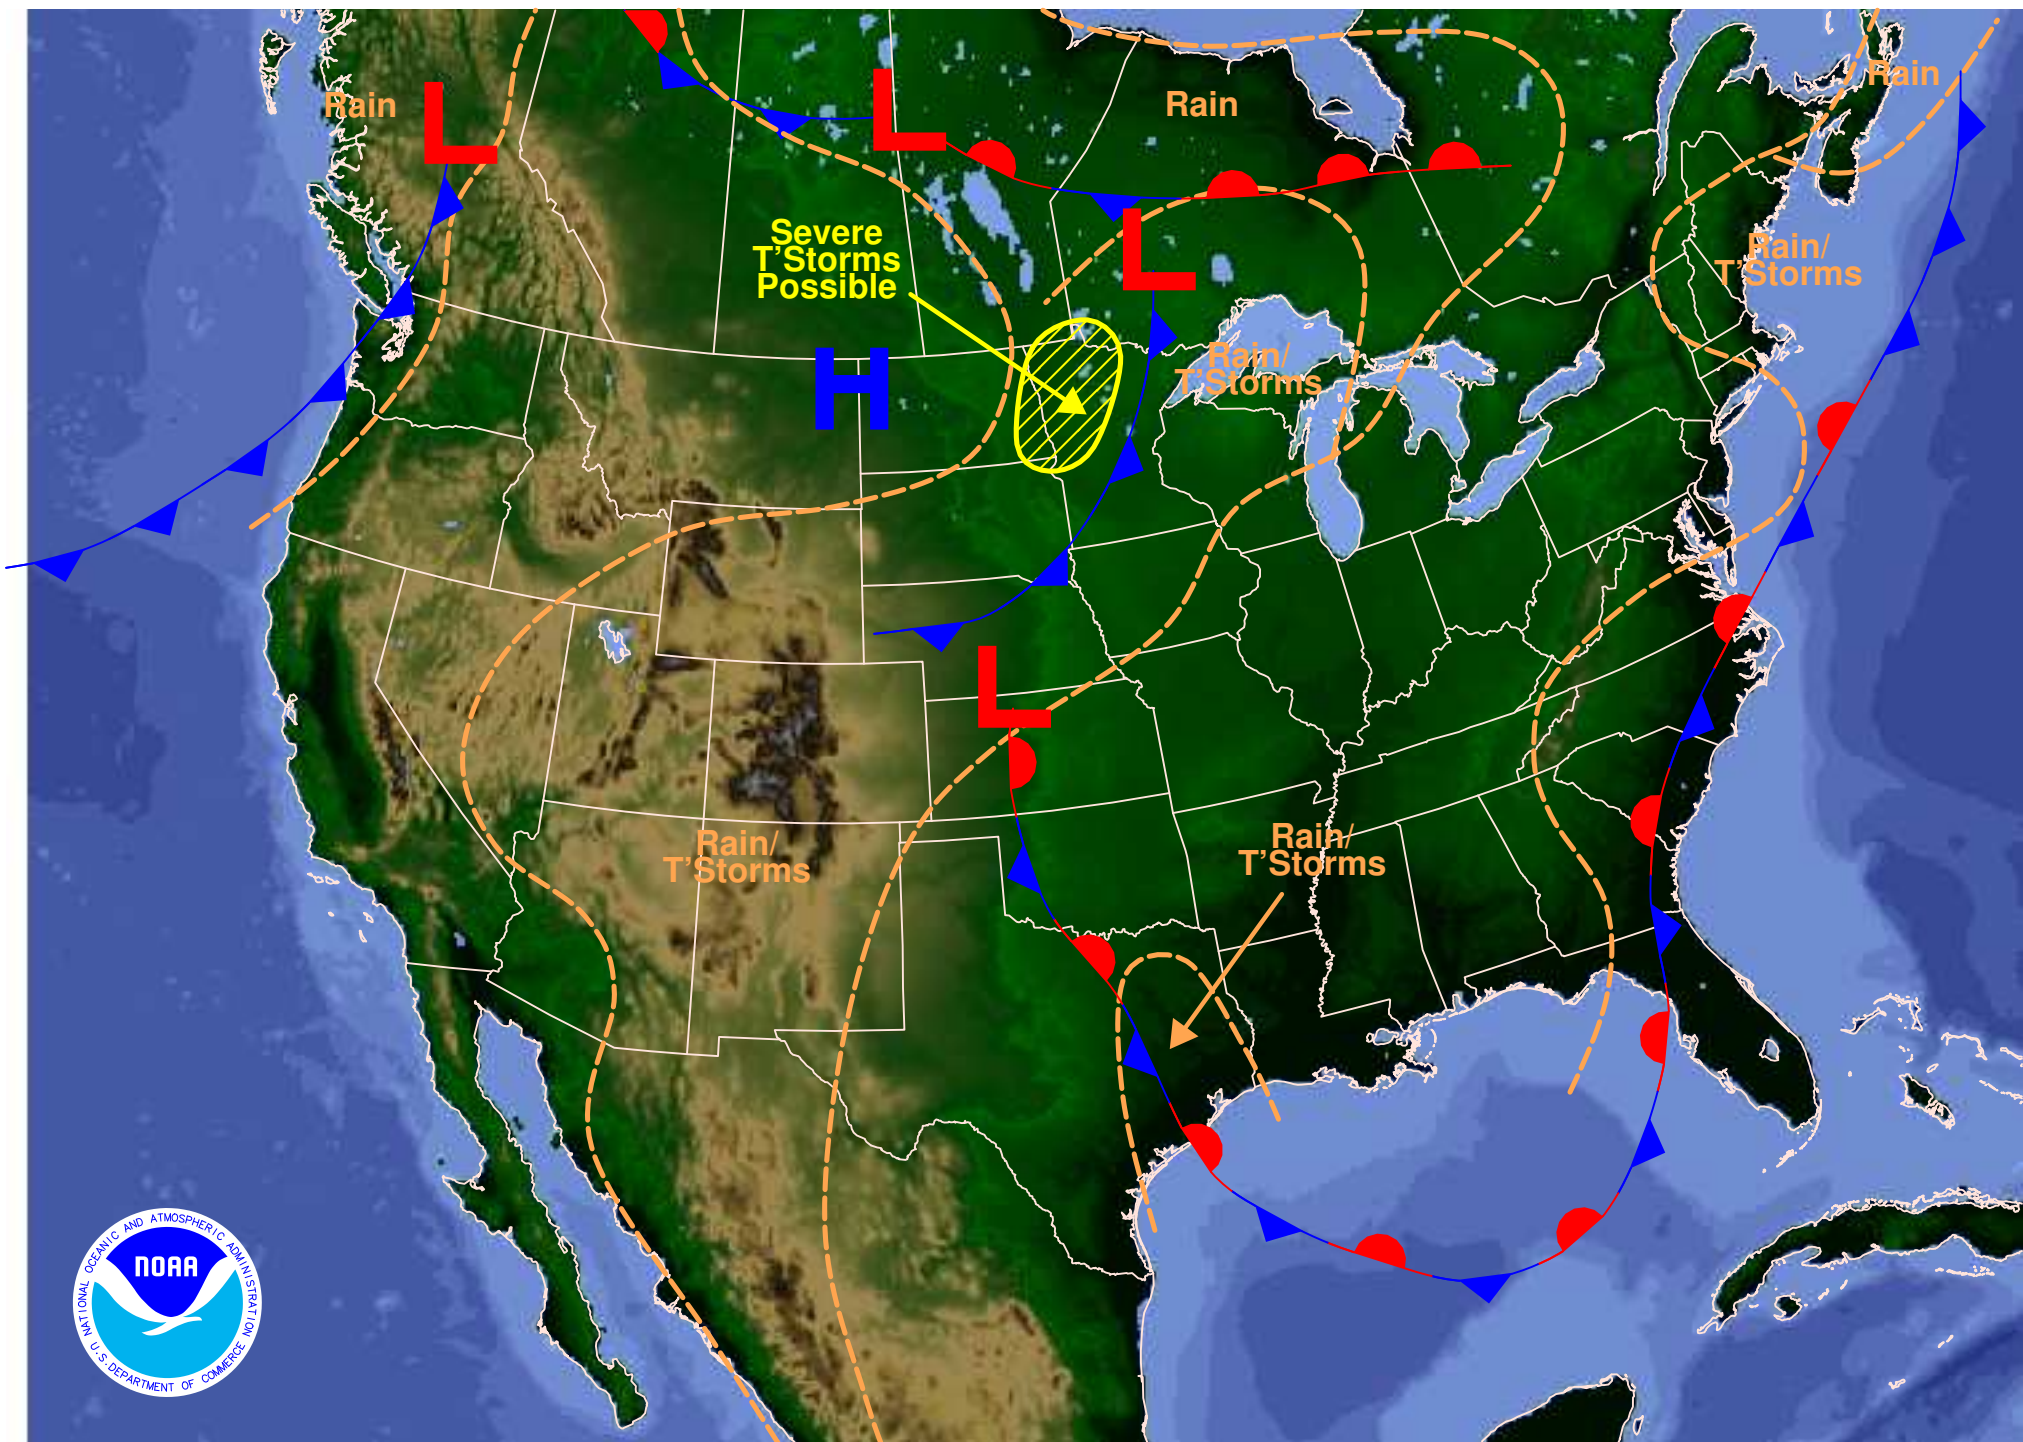 Rain
L
L
Rain
Rain
Severe
T'Storms
Possible
L
Rain/
T'Storms
H
Rain/
T'Storms
L
Rain/
T'Storms
Rain/
T'Storms
NATIONAL OCEANIC AND ATMOSPHERIC ADMINISTRATION
NOAA
U.S. DEPARTMENT OF COMMERCE